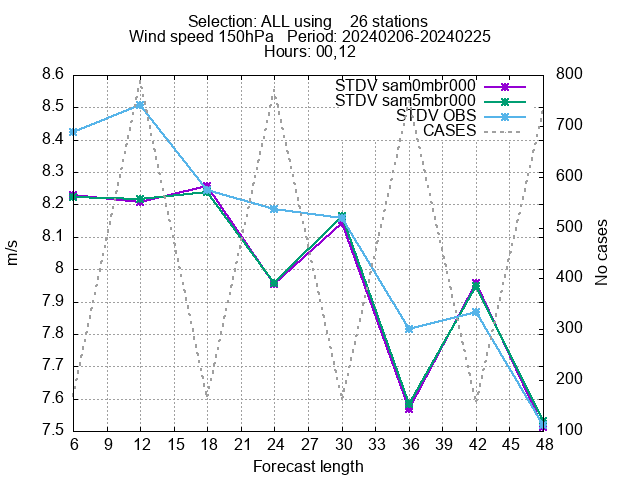 Selection: ALL using    26 stations
Wind speed 150hPa   Period: 20240206-20240225
Hours: 00,12
STDV sam0mbr000
STDV sam5mbr000
STDV OBS
CASES
8.6
8.5
8.4
8.3
8.2
8.1
8
7.9
7.8
7.7
7.6
7.5
m/s
800
700
600
500
400
300
200
100
No cases
6 12 15 18 21 24 27 30 33 36 39 42 45 48
Forecast length